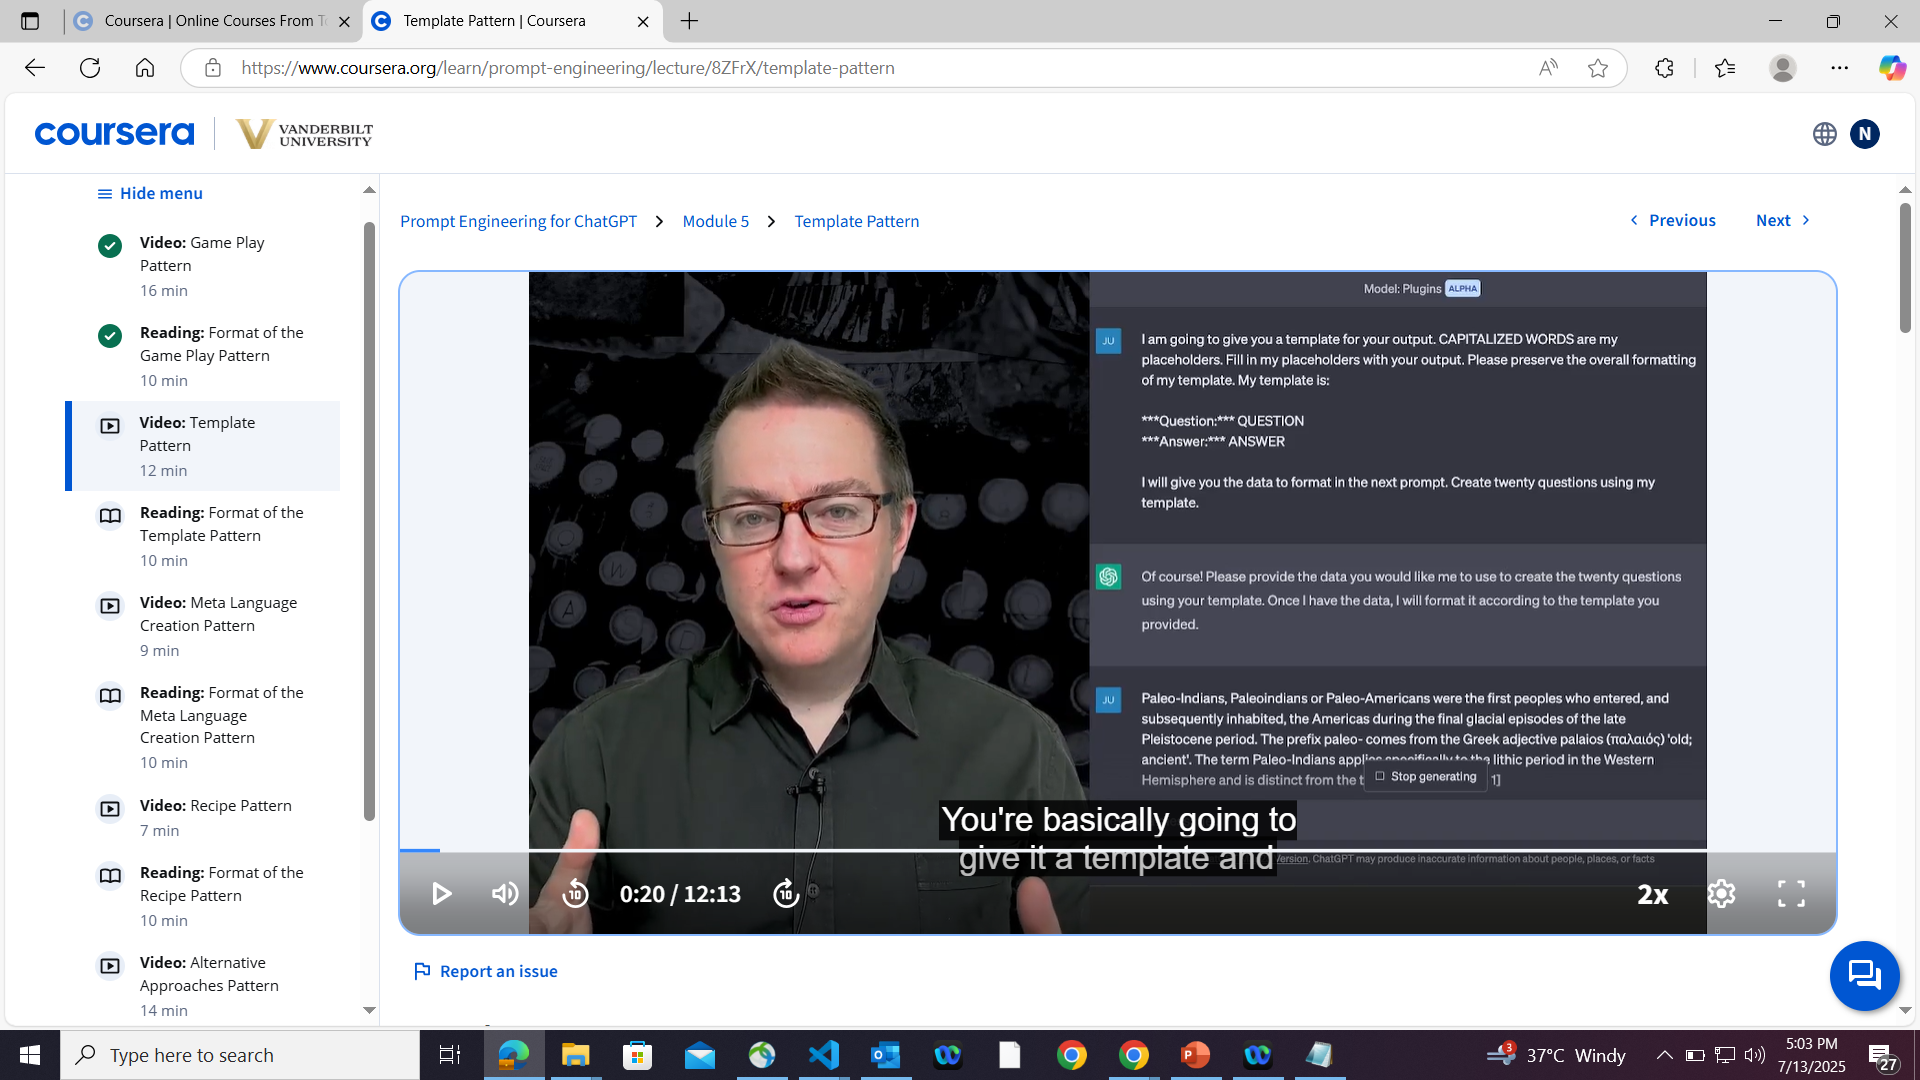 Coursera | Online Courses From To
Template Pattern | Coursera
https://www.coursera.org/learn/prompt-engineering/lecture/8ZFrX/template-pattern
coursera
VANDERBILT
UNIVERSITY
N
Hide menu
Video: Game Play
Pattern
16 min
Reading: Format of the
Game Play Pattern
10 min
Video: Template
Pattern
12 min
Reading: Format of the
Template Pattern
10 min
Video: Meta Language
Creation Pattern
9 min
Reading: Format of the
Meta Language
Creation Pattern
10 min
Video: Recipe Pattern
7 min
Reading: Format of the
Recipe Pattern
10 min
Video: Alternative
Approaches Pattern
14 min
Prompt Engineering for ChatGPT > Module 5 > Template Pattern
Previous
Next
Model: Plugins ALPHA
JU
I am going to give you a template for your output. CAPITALIZED WORDS are my
placeholders. Fill in my placeholders with your output. Please preserve the overall formatting
of my template. My template is:
***Question:*** QUESTION
***Answer:*** ANSWER
I will give you the data to format in the next prompt. Create twenty questions using my
template.
Of course! Please provide the data you would like me to use to create the twenty questions
using your template. Once I have the data, I will format it according to the template you
provided.
JU
Paleo-Indians, Paleoindians or Paleo-Americans were the first peoples who entered, and
subsequently inhabited, the Americas during the final glacial episodes of the late
Pleistocene period. The prefix paleo- comes from the Greek adjective palaios (παλαιός) 'old;
ancient'. The term Paleo-Indians applies specifically to the lithic period in the Western
Hemisphere and is distinct from the t 1]
Stop generating
You're basically going to
give it a template and
Version. ChatGPT may produce inaccurate information about people, places, or facts
10
0:20 / 12:13
10
2x
Report an issue
Type here to search
3
37°C Windy
5:03 PM
7/13/2025
27